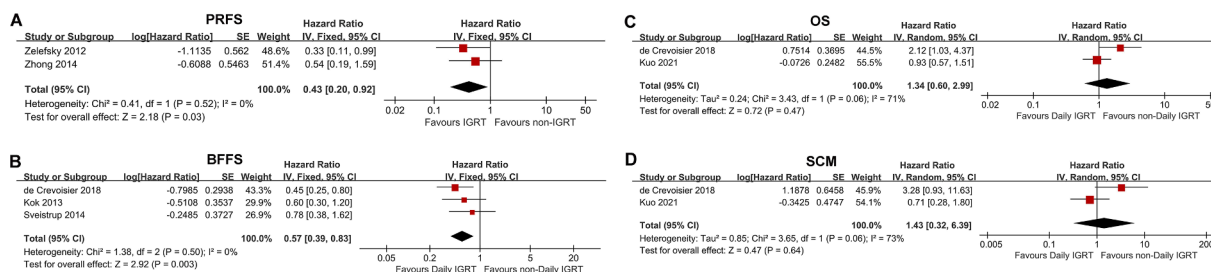 A
PRFS
Hazard Ratio Hazard Ratio
Study or Subgroup log[Hazard Ratio] SE Weight IV, Fixed, 95% CI IV, Fixed, 95% CI
Zelefsky 2012 -1.1135 0.562 48.6% 0.33 [0.11, 0.99]
Zhong 2014 -0.6088 0.5463 51.4% 0.54 [0.19, 1.59]
Total (95% CI) 100.0% 0.43 [0.20, 0.92]
Heterogeneity: Chi² = 0.41, df = 1 (P = 0.52); I² = 0%
Test for overall effect: Z = 2.18 (P = 0.03)
0.02 0.1 1 10 50
Favours IGRT Favours non-IGRT
B
BFFS
Hazard Ratio Hazard Ratio
Study or Subgroup log[Hazard Ratio] SE Weight IV, Fixed, 95% CI IV, Fixed, 95% CI
de Crevoisier 2018 -0.7985 0.2938 43.3% 0.45 [0.25, 0.80]
Kok 2013 -0.5108 0.3537 29.9% 0.60 [0.30, 1.20]
Sveistrup 2014 -0.2485 0.3727 26.9% 0.78 [0.38, 1.62]
Total (95% CI) 100.0% 0.57 [0.39, 0.83]
Heterogeneity: Chi² = 1.38, df = 2 (P = 0.50); I² = 0%
Test for overall effect: Z = 2.92 (P = 0.003)
0.05 0.2 1 5 20
Favours Daily IGRT Favours non-Daily IGRT
C
OS
Hazard Ratio Hazard Ratio
Study or Subgroup log[Hazard Ratio] SE Weight IV, Random, 95% CI IV, Random, 95% CI
de Crevoisier 2018 0.7514 0.3695 44.5% 2.12 [1.03, 4.37]
Kuo 2021 -0.0726 0.2482 55.5% 0.93 [0.57, 1.51]
Total (95% CI) 100.0% 1.34 [0.60, 2.99]
Heterogeneity: Tau² = 0.24; Chi² = 3.43, df = 1 (P = 0.06); I² = 71%
Test for overall effect: Z = 0.72 (P = 0.47)
0.02 0.1 1 10 50
Favours Daily IGRT Favours non-Daily IGRT
D
SCM
Hazard Ratio Hazard Ratio
Study or Subgroup log[Hazard Ratio] SE Weight IV, Random, 95% CI IV, Random, 95% CI
de Crevoisier 2018 1.1878 0.6458 45.9% 3.28 [0.93, 11.63]
Kuo 2021 -0.3425 0.4747 54.1% 0.71 [0.28, 1.80]
Total (95% CI) 100.0% 1.43 [0.32, 6.39]
Heterogeneity: Tau² = 0.85; Chi² = 3.65, df = 1 (P = 0.06); I² = 73%
Test for overall effect: Z = 0.47 (P = 0.64)
0.005 0.1 1 10 200
Favours Daily IGRT Favours non-Daily IGRT